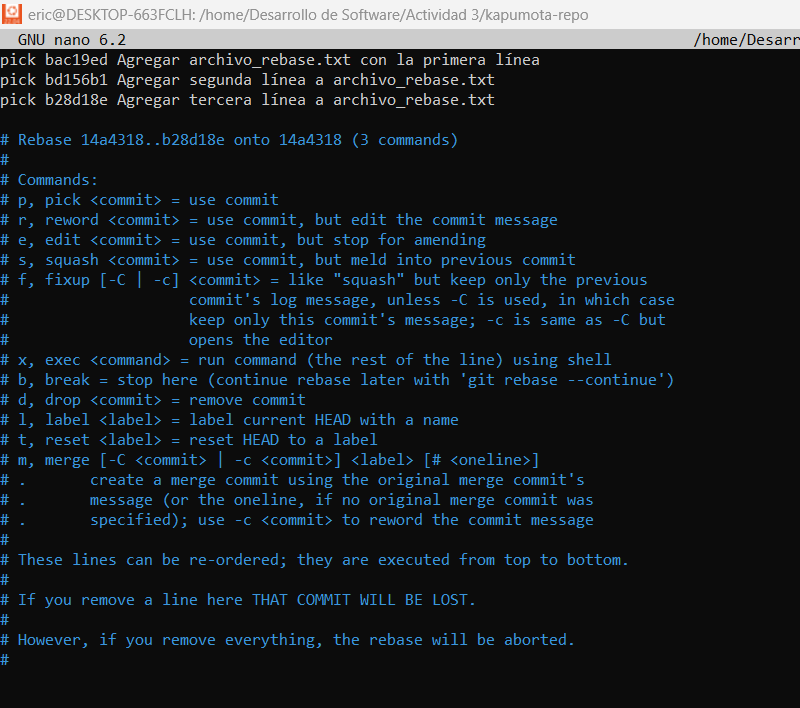 eric@DESKTOP-663FCLH: /home/Desarrollo de Software/Actividad 3/kapumota-repo
GNU nano 6.2 /home/Desarr
pick bac19ed Agregar archivo_rebase.txt con la primera línea
pick bd156b1 Agregar segunda línea a archivo_rebase.txt
pick b28d18e Agregar tercera línea a archivo_rebase.txt
# Rebase 14a4318..b28d18e onto 14a4318 (3 commands)
#
# Commands:
# p, pick <commit> = use commit
# r, reword <commit> = use commit, but edit the commit message
# e, edit <commit> = use commit, but stop for amending
# s, squash <commit> = use commit, but meld into previous commit
# f, fixup [-C | -c] <commit> = like "squash" but keep only the previous
#                    commit's log message, unless -C is used, in which case
#                    keep only this commit's message; -c is same as -C but
#                    opens the editor
# x, exec <command> = run command (the rest of the line) using shell
# b, break = stop here (continue rebase later with 'git rebase --continue')
# d, drop <commit> = remove commit
# l, label <label> = label current HEAD with a name
# t, reset <label> = reset HEAD to a label
# m, merge [-C <commit> | -c <commit>] <label> [# <oneline>]
# .       create a merge commit using the original merge commit's
# .       message (or the oneline, if no original merge commit was
# .       specified); use -c <commit> to reword the commit message
#
# These lines can be re-ordered; they are executed from top to bottom.
#
# If you remove a line here THAT COMMIT WILL BE LOST.
#
# However, if you remove everything, the rebase will be aborted.
#